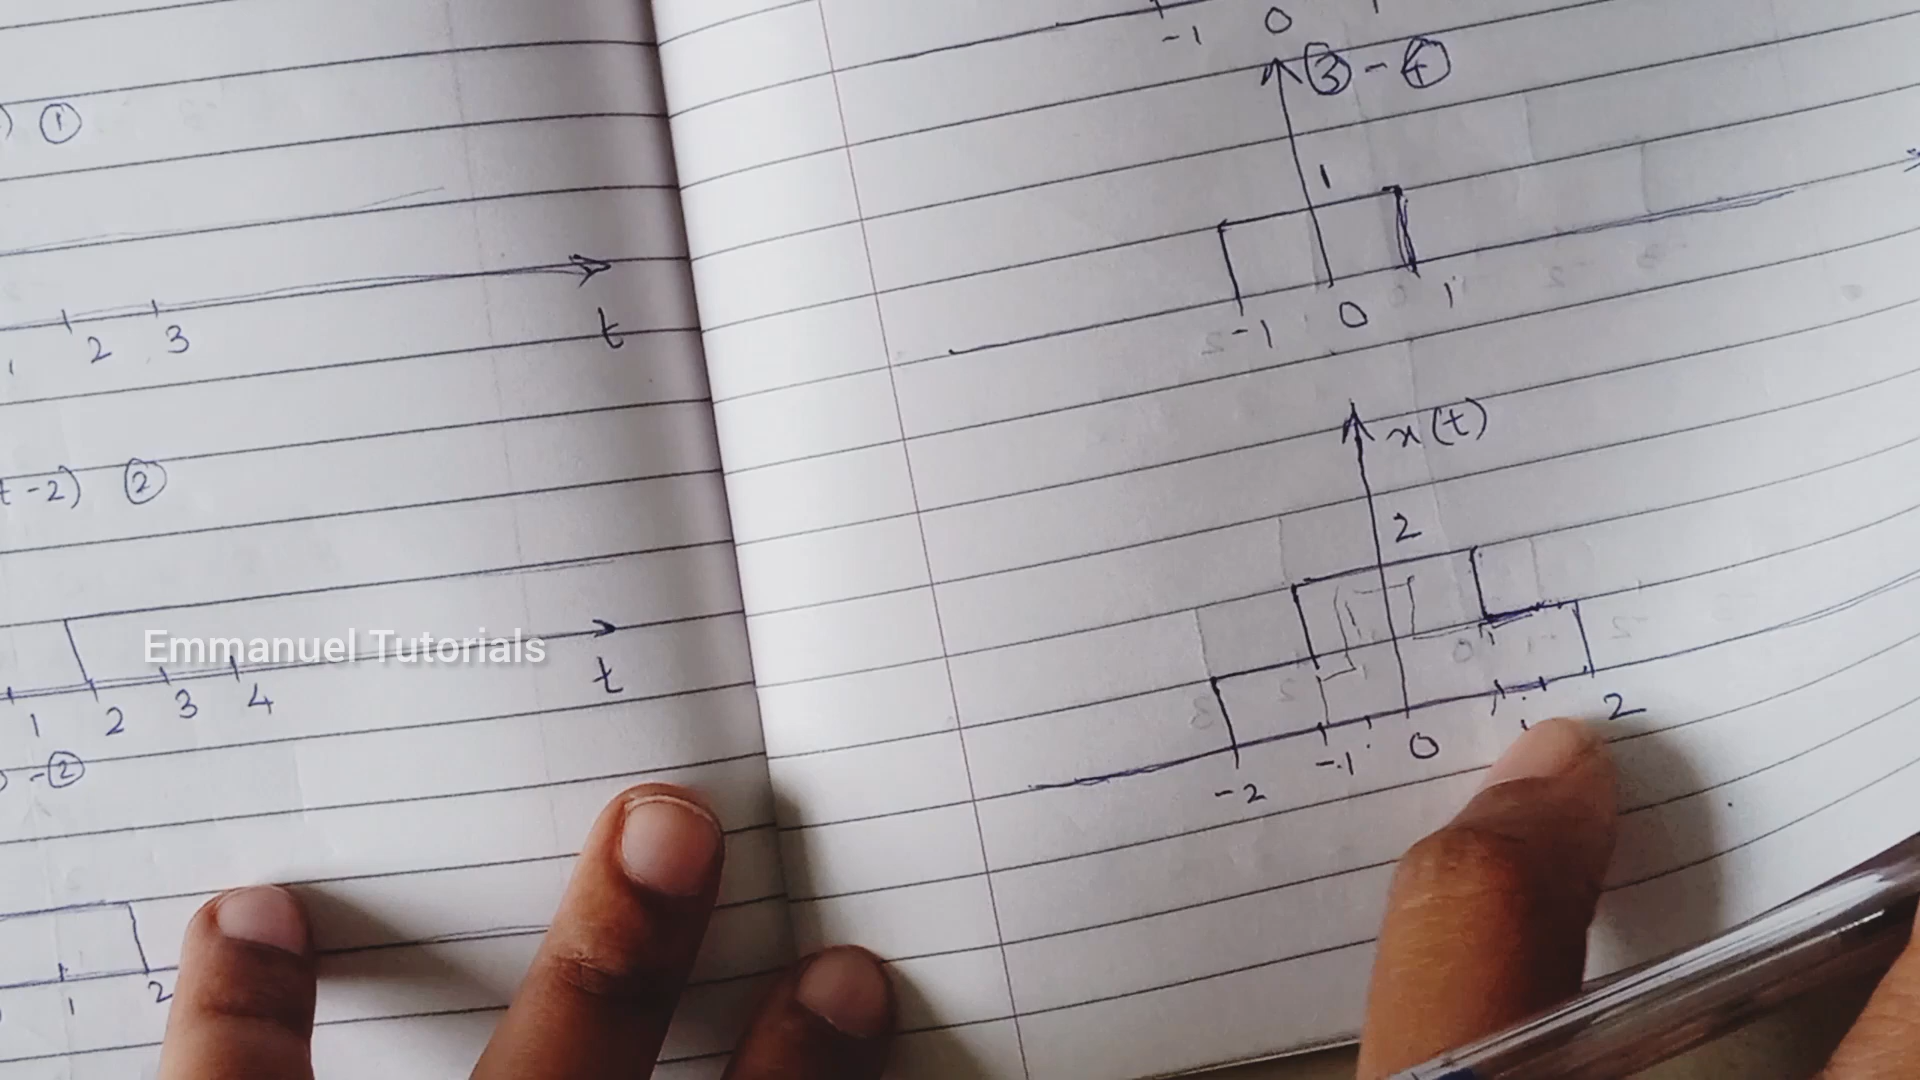 ) ①
1 2 3
t
t -2) ②
Emmanuel Tutorials
t
1 2 3 4
) -②
1 2
-1 0
③ - ④
1
-1 0 1
x(t)
2
-2 -1 0 2